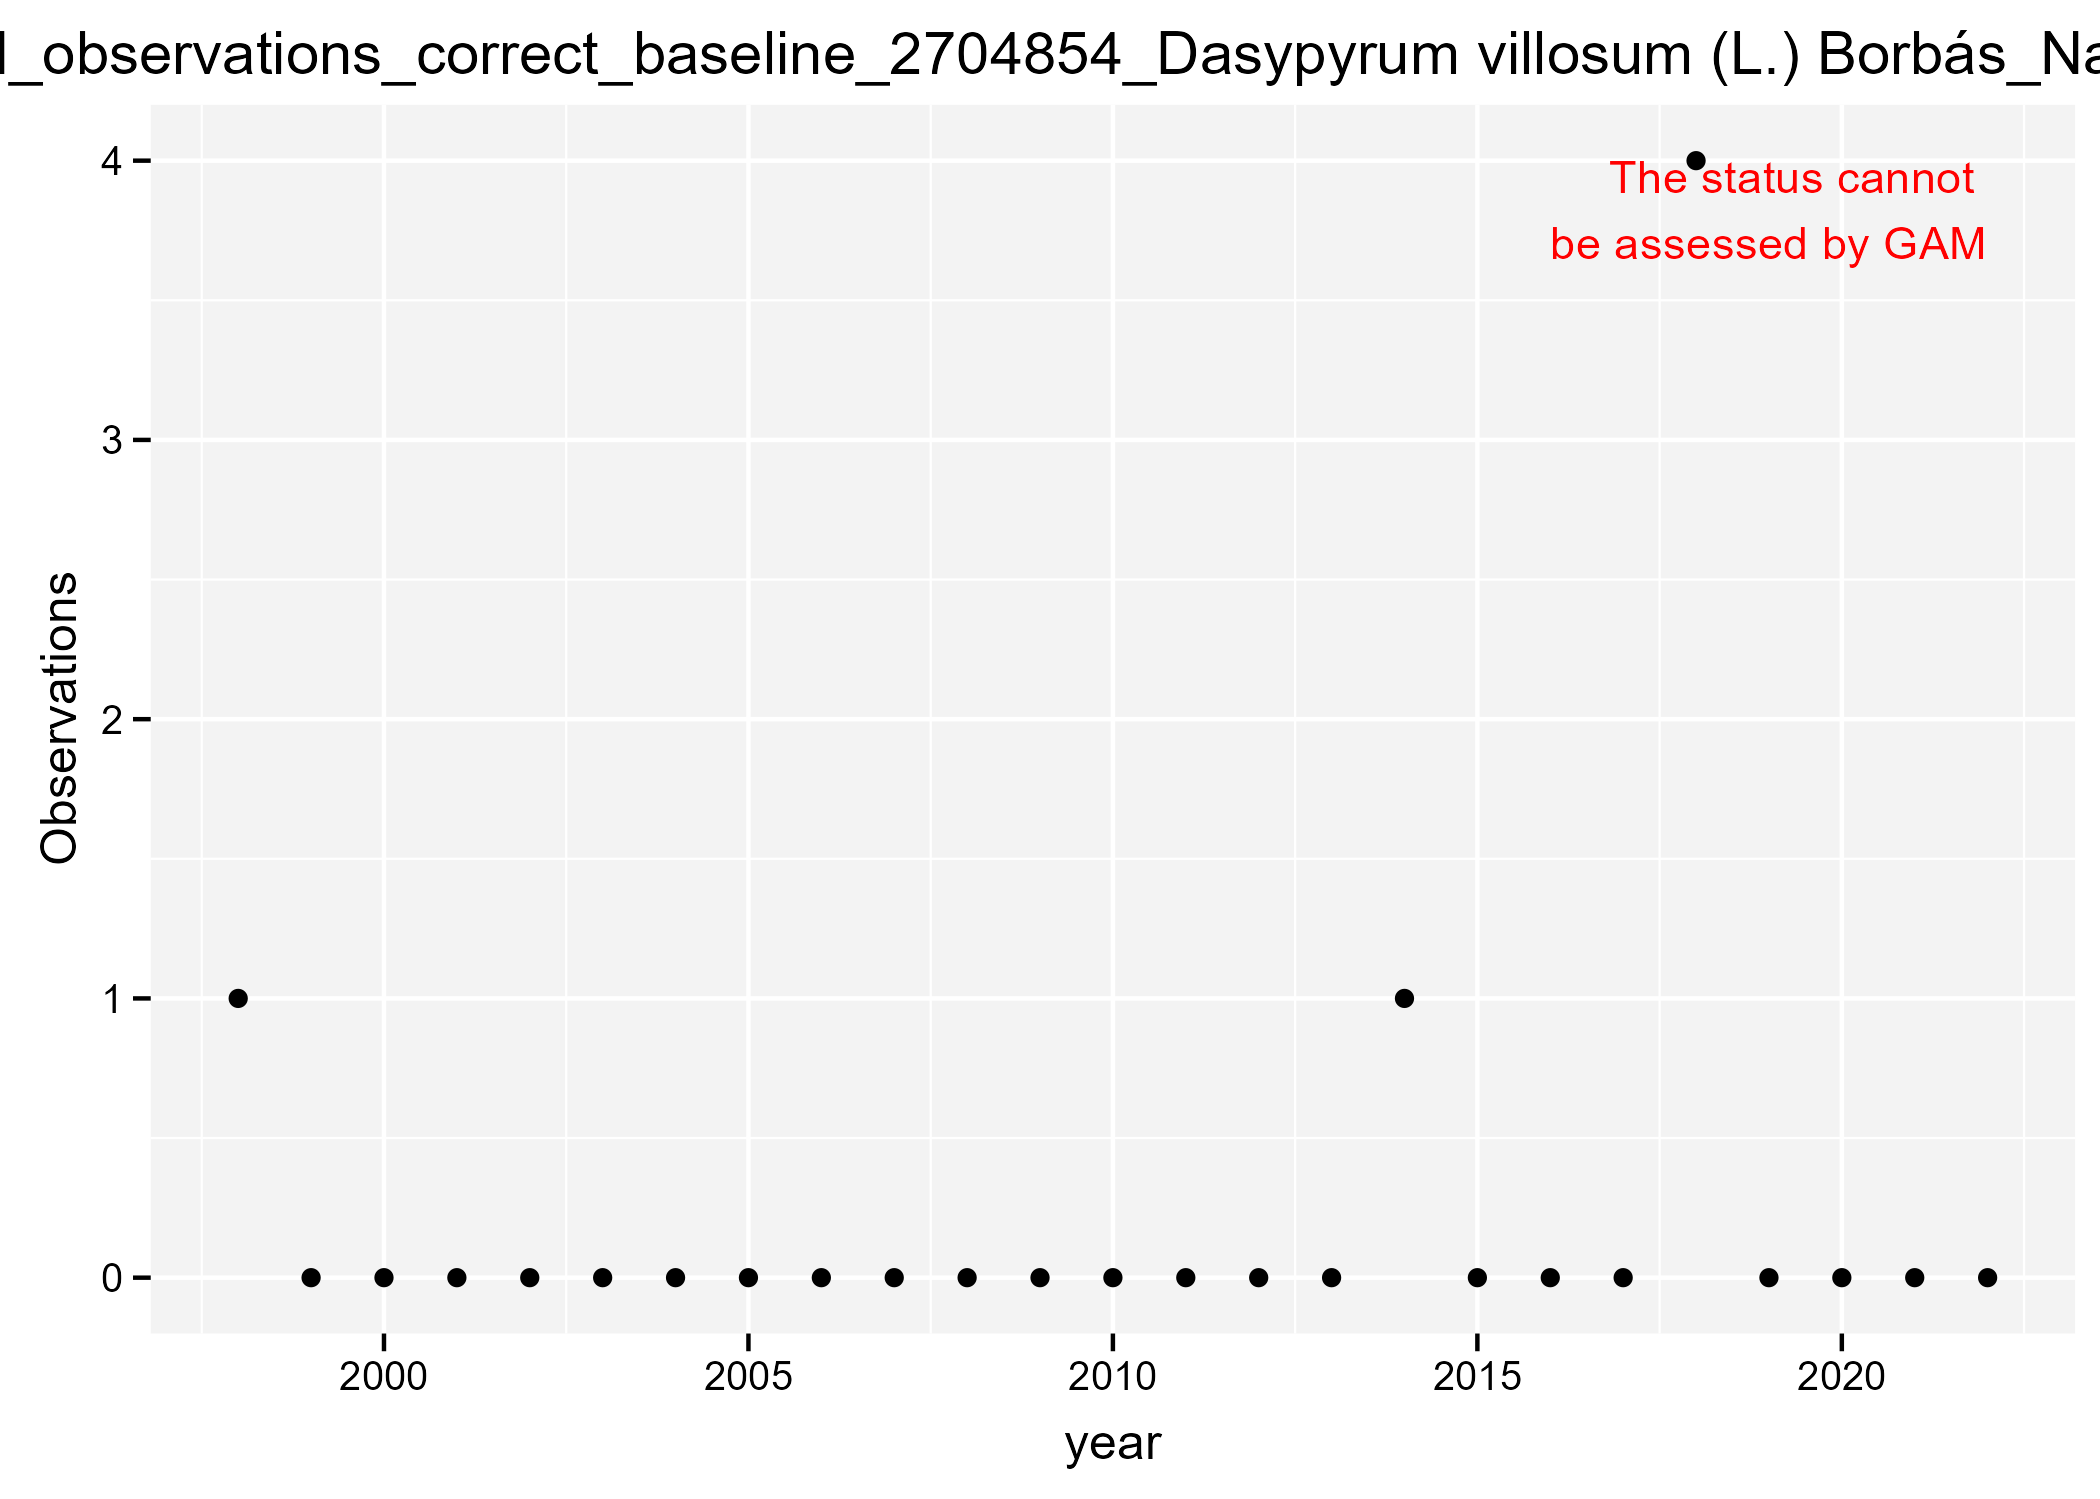 _observations_correct_baseline_2704854_Dasypyrum villosum (L.) Borbás_Na
4
The status cannot
be assessed by GAM
3
2
1
0
Observations
2000 2005 2010 2015 2020
year